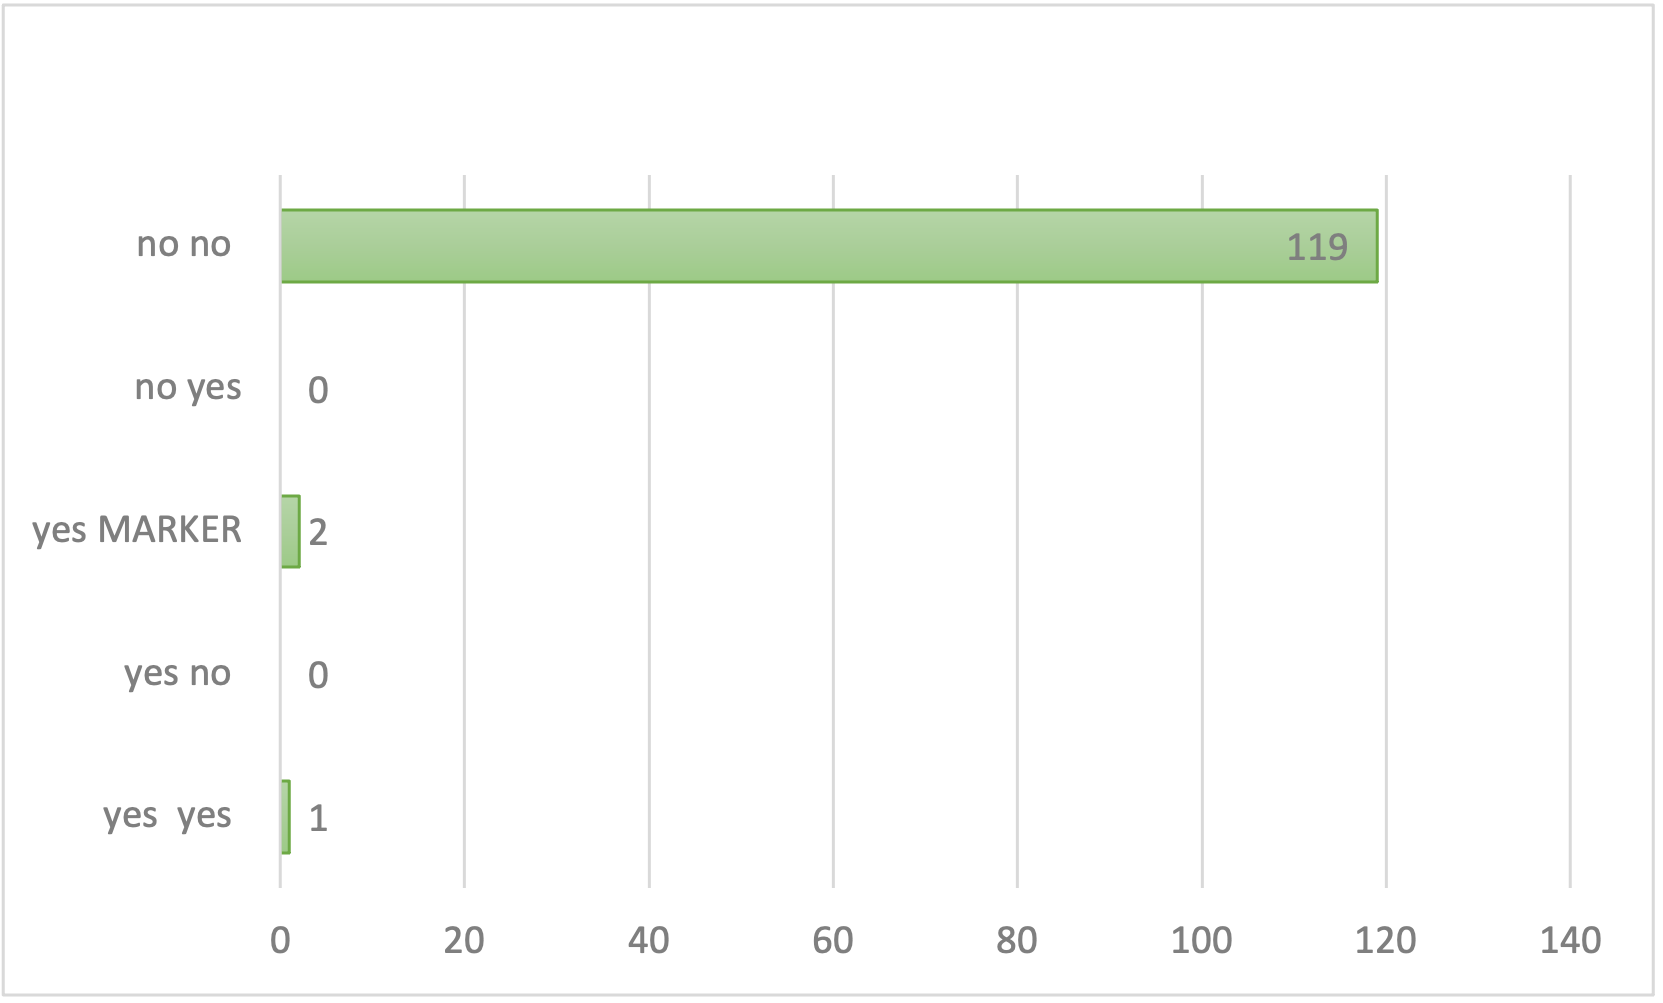 no no
119
no yes
0
yes MARKER
2
yes no
0
yes  yes
1
0 20 40 60 80 100 120 140